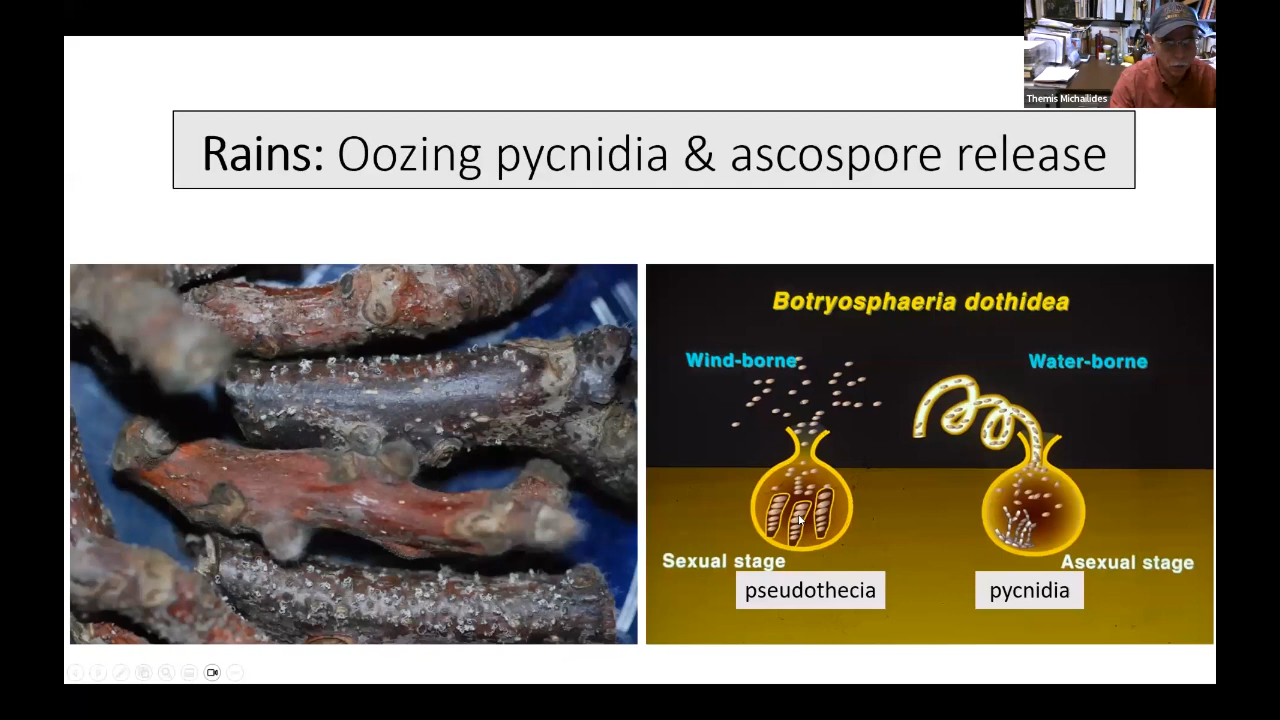 Themis Michailides
Rains: Oozing pycnidia & ascospore release
Botryosphaeria dothidea
Wind-borne
Water-borne
Sexual stage
Asexual stage
pseudothecia
pycnidia